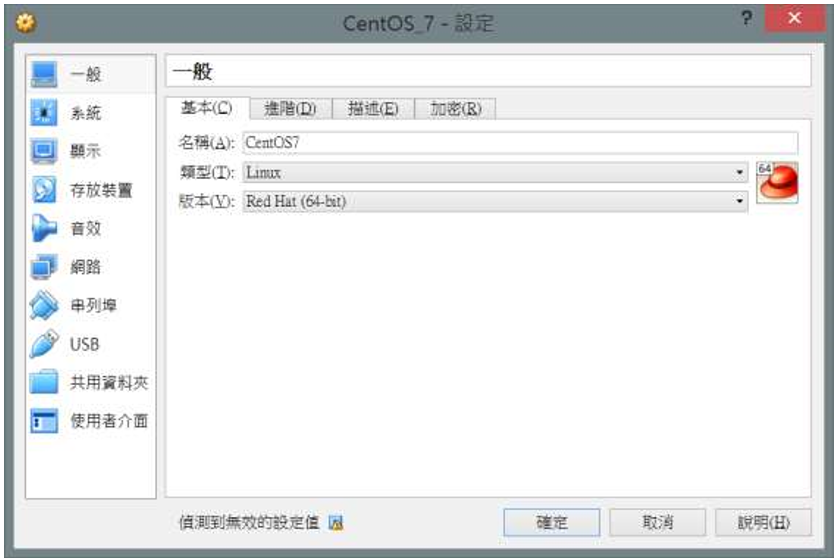 CentOS_7 - 設定
?
一般
系統
顯示
存放裝置
音效
網路
串列埠
USB
共用資料夾
使用者介面
一般
基本(C) 進階(D) 描述(E) 加密(R)
名稱(A): CentOS7
類型(T): Linux
64
版本(V): Red Hat (64-bit)
偵測到無效的設定值
確定 取消 說明(H)